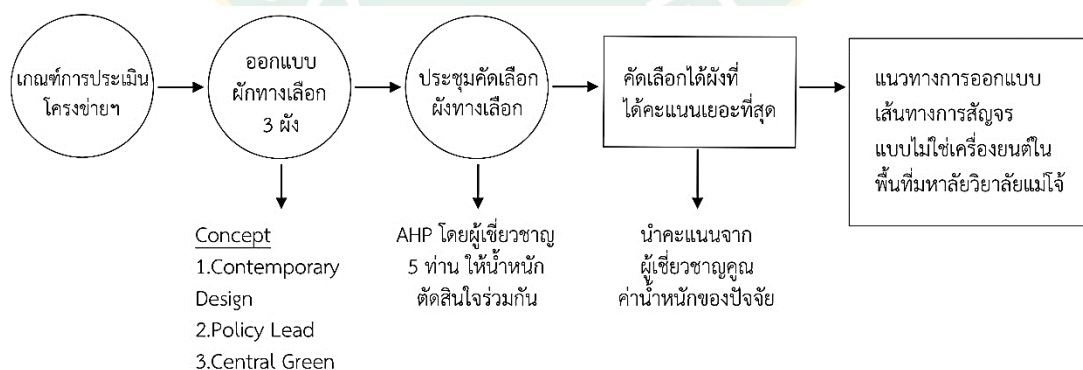 เกณฑ์การประเมิน
โครงข่ายฯ
ออกแบบ
ผักทางเลือก
3 ผัง
ประชุมคัดเลือก
ผังทางเลือก
คัดเลือกได้ผังที่
ได้คะแนนเยอะที่สุด
แนวทางการออกแบบ
เส้นทางการสัญจร
แบบไม่ใช่เครื่องยนต์ใน
พื้นที่มหาลัยวิยาลัยแม่โจ้
Concept
1.Contemporary
Design
2.Policy Lead
3.Central Green
AHP โดยผู้เชี่ยวชาญ
5 ท่าน ให้น้ำหนัก
ตัดสินใจร่วมกัน
นำคะแนนจาก
ผู้เชี่ยวชาญคูณ
ค่าน้ำหนักของปัจจัย